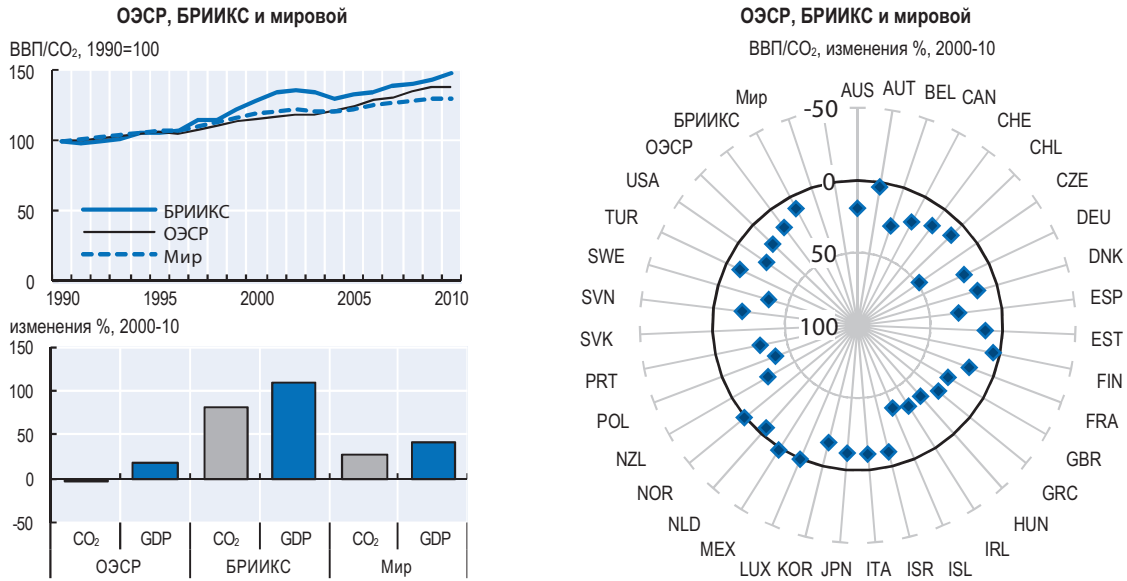 ОЭСР, БРИИКС и мировой
ВВП/CO₂, 1990=100
150
100
50
0
БРИИКС
ОЭСР
Мир
1990 1995 2000 2005 2010
изменения %, 2000-10
150
100
50
0
-50
CO₂ GDP CO₂ GDP CO₂ GDP
ОЭСР БРИИКС Мир
ОЭСР, БРИИКС и мировой
ВВП/CO₂, изменения %, 2000-10
-50
0
50
100
AUS
AUT
BEL
CAN
CHE
CHL
CZE
DEU
DNK
ESP
EST
FIN
FRA
GBR
GRC
HUN
IRL
ISL
ISR
ITA
JPN
KOR
LUX
MEX
NLD
NOR
NZL
POL
PRT
SVK
SVN
SWE
TUR
USA
ОЭСР
БРИИКС
Мир